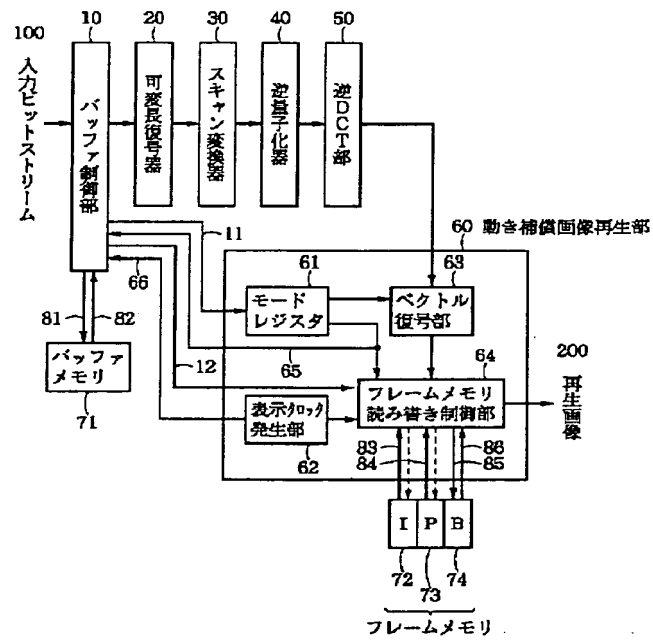 100
入力ビットストリーム
10
バッファ制御部
20
可変長復号器
30
スキャン変換器
40
逆量子化器
50
逆DCT部
11
60 動き補償画像再生部
66
61
モード
レジスタ
63
ベクトル
復号部
81
82
12
65
64
200
再生画像
バッファ
メモリ
71
フレームメモリ
読み書き制御部
表示クロック
発生部
62
83
84
86
85
I
P
B
72
73
74
フレームメモリ